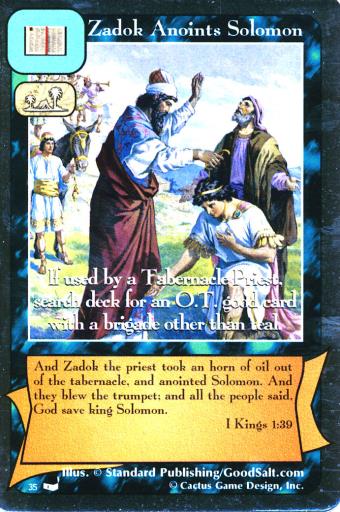 Zadok Anoints Solomon
If used by a Tabernacle Priest,
search deck for an O.T. good card
with a brigade other than teal.
And Zadok the priest took an horn of oil out
of the tabernacle, and anointed Solomon. And
they blew the trumpet; and all the people said,
God save king Solomon.
I Kings 1:39
Illus. © Standard Publishing/GoodSalt.com
35
© Cactus Game Design, Inc.